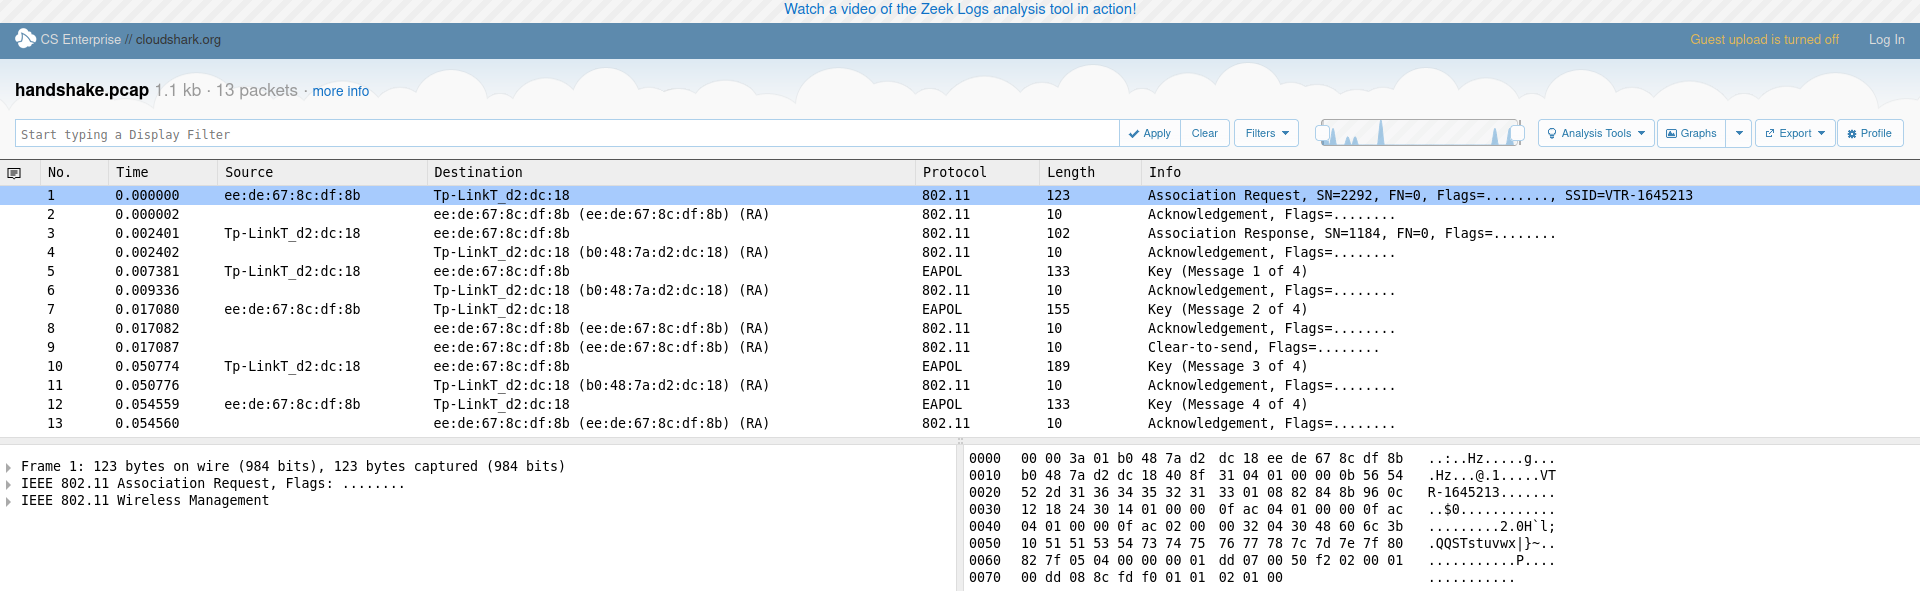 Watch a video of the Zeek Logs analysis tool in action!
CS Enterprise // cloudshark.org Guest upload is turned off Log In
handshake.pcap 1.1 kb · 13 packets · more info
Start typing a Display Filter Apply Clear Filters Analysis Tools Graphs Export Profile
No. Time Source Destination Protocol Length Info
1 0.000000 ee:de:67:8c:df:8b Tp-LinkT_d2:dc:18 802.11 123 Association Request, SN=2292, FN=0, Flags=........, SSID=VTR-1645213
2 0.000002 ee:de:67:8c:df:8b (ee:de:67:8c:df:8b) (RA) 802.11 10 Acknowledgement, Flags=........
3 0.002401 Tp-LinkT_d2:dc:18 ee:de:67:8c:df:8b 802.11 102 Association Response, SN=1184, FN=0, Flags=........
4 0.002402 Tp-LinkT_d2:dc:18 (b0:48:7a:d2:dc:18) (RA) 802.11 10 Acknowledgement, Flags=........
5 0.007381 Tp-LinkT_d2:dc:18 ee:de:67:8c:df:8b EAPOL 133 Key (Message 1 of 4)
6 0.009336 Tp-LinkT_d2:dc:18 (b0:48:7a:d2:dc:18) (RA) 802.11 10 Acknowledgement, Flags=........
7 0.017080 ee:de:67:8c:df:8b Tp-LinkT_d2:dc:18 EAPOL 155 Key (Message 2 of 4)
8 0.017082 ee:de:67:8c:df:8b (ee:de:67:8c:df:8b) (RA) 802.11 10 Acknowledgement, Flags=........
9 0.017087 ee:de:67:8c:df:8b (ee:de:67:8c:df:8b) (RA) 802.11 10 Clear-to-send, Flags=........
10 0.050774 Tp-LinkT_d2:dc:18 ee:de:67:8c:df:8b EAPOL 189 Key (Message 3 of 4)
11 0.050776 Tp-LinkT_d2:dc:18 (b0:48:7a:d2:dc:18) (RA) 802.11 10 Acknowledgement, Flags=........
12 0.054559 ee:de:67:8c:df:8b Tp-LinkT_d2:dc:18 EAPOL 133 Key (Message 4 of 4)
13 0.054560 ee:de:67:8c:df:8b (ee:de:67:8c:df:8b) (RA) 802.11 10 Acknowledgement, Flags=........
Frame 1: 123 bytes on wire (984 bits), 123 bytes captured (984 bits)
IEEE 802.11 Association Request, Flags: ........
IEEE 802.11 Wireless Management
0000 00 00 3a 01 b0 48 7a d2 dc 18 ee de 67 8c df 8b ..:..Hz.....g...
0010 b0 48 7a d2 dc 18 40 8f 31 04 01 00 00 0b 56 54 .Hz...@.1.....VT
0020 52 2d 31 36 34 35 32 31 33 01 08 82 84 8b 96 0c R-1645213.......
0030 12 18 24 30 14 01 00 00 0f ac 04 01 00 00 0f ac ..$0............
0040 04 01 00 00 0f ac 02 00 00 32 04 30 48 60 6c 3b .........2.0H`l;
0050 10 51 51 53 54 73 74 75 76 77 78 7c 7d 7e 7f 80 .QQSTstuvwx|}~..
0060 82 7f 05 04 00 00 00 01 dd 07 00 50 f2 02 00 01 ...........P....
0070 00 dd 08 8c fd f0 01 01 02 01 00 ...........